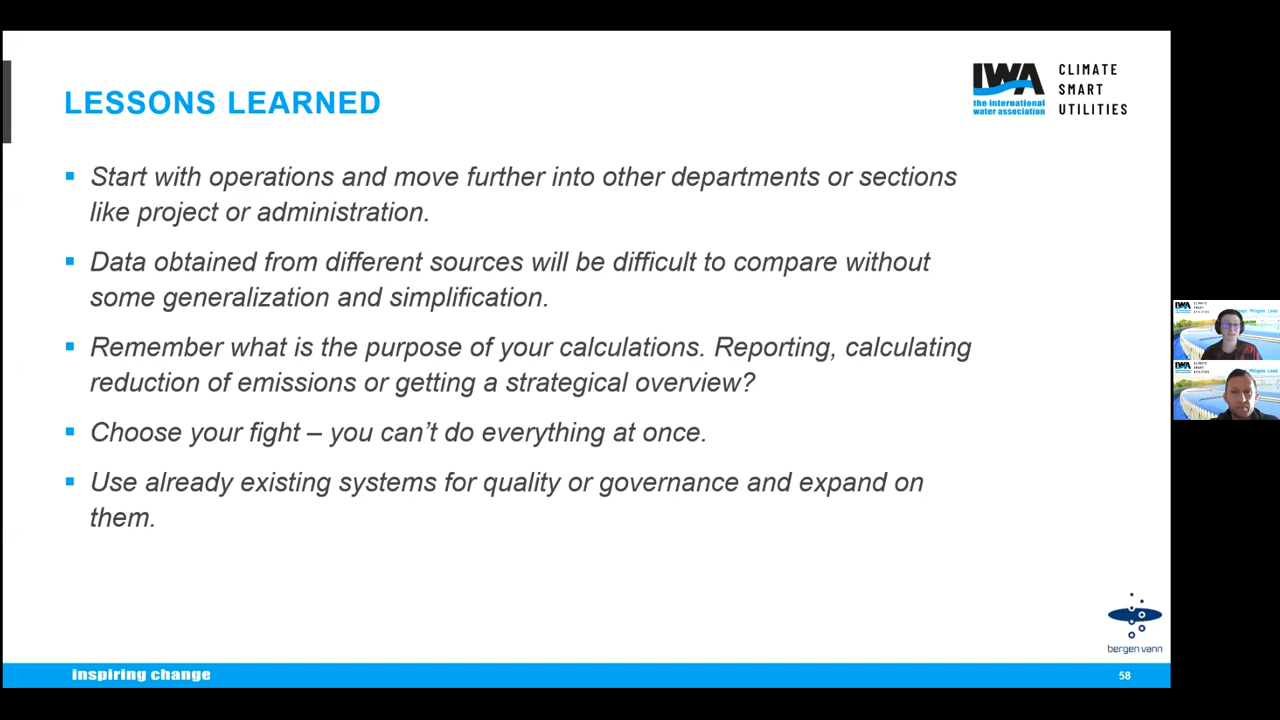 LESSONS LEARNED
IWA
the international
water association
CLIMATE
SMART
UTILITIES
Start with operations and move further into other departments or sections
like project or administration.
Data obtained from different sources will be difficult to compare without
some generalization and simplification.
Remember what is the purpose of your calculations. Reporting, calculating
reduction of emissions or getting a strategical overview?
Choose your fight – you can't do everything at once.
Use already existing systems for quality or governance and expand on
them.
bergen vann
inspiring change
58
IWA
IWA